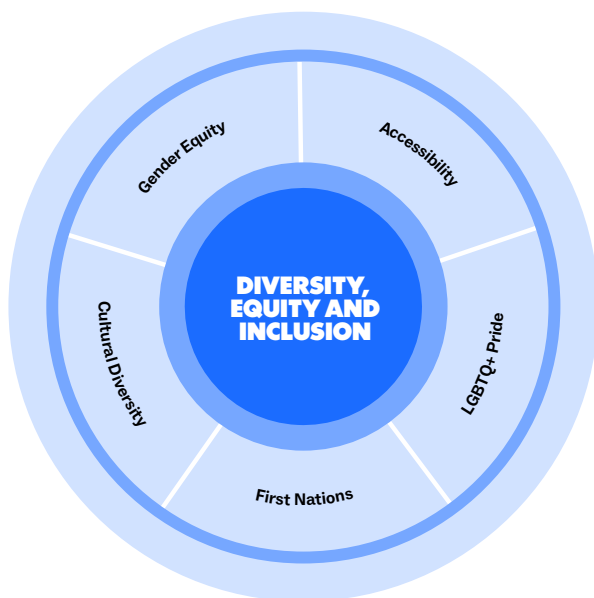 Gender Equity
Accessibility
DIVERSITY,
EQUITY AND
INCLUSION
Cultural Diversity
LGBTQ+ Pride
First Nations